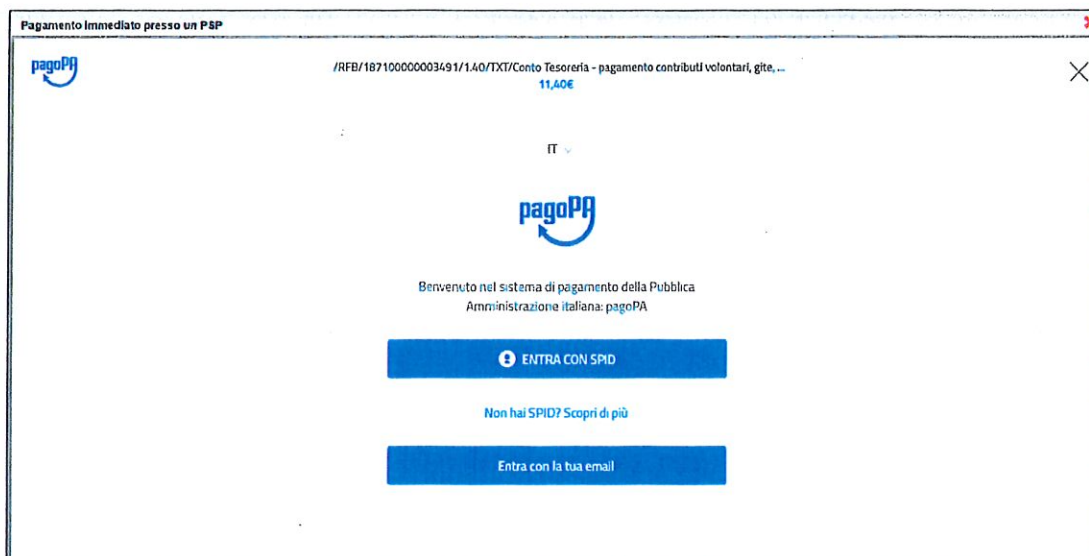 Pagamento immediato presso un PSP
pagoPA
/RFB/187100000003491/1.40/TXT/Conto Tesoreria - pagamento contributi volontari, gite, ...
11,40€
IT
pagoPA
Benvenuto nel sistema di pagamento della Pubblica
Amministrazione italiana: pagoPA
ENTRA CON SPID
Non hai SPID? Scopri di più
Entra con la tua email